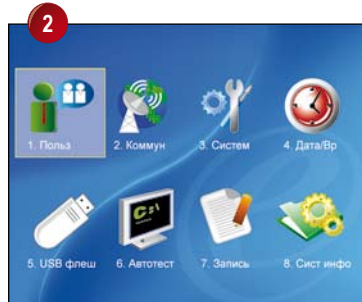 2
1. Польз 2. Коммун 3. Систем 4. Дата/Вр
C:\
5. USB флеш 6. Автотест 7. Запись 8. Сист инфо